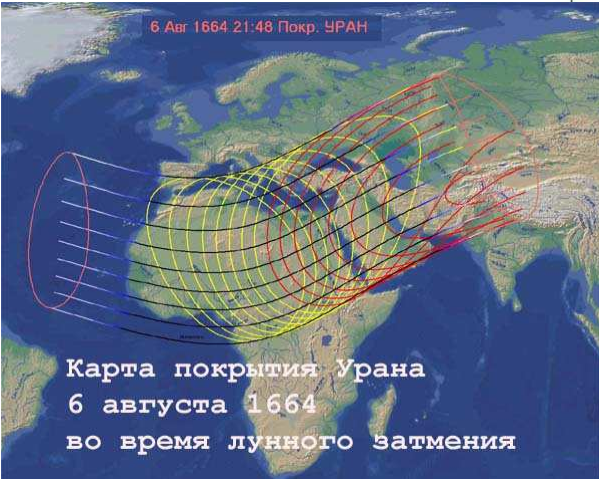 6 Авг 1664 21:48 Покр. УРАН
Карта покрытия Урана
6 августа 1664
во время лунного затмения